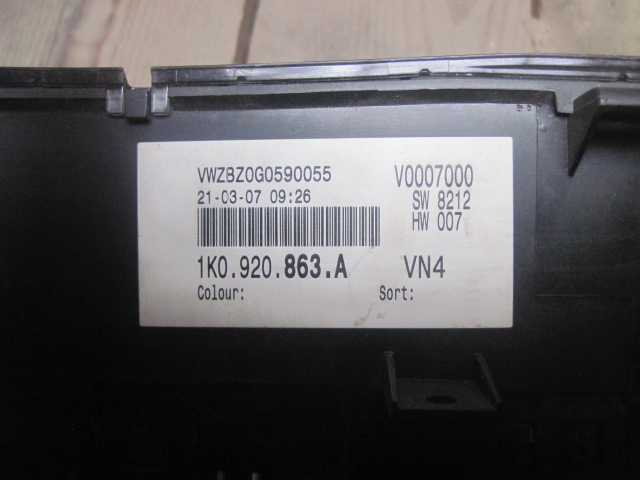 VWZBZ0G0590055 V0007000
21-03-07 09:26 SW 8212
HW 007
1K0.920.863.A VN4
Colour: Sort: